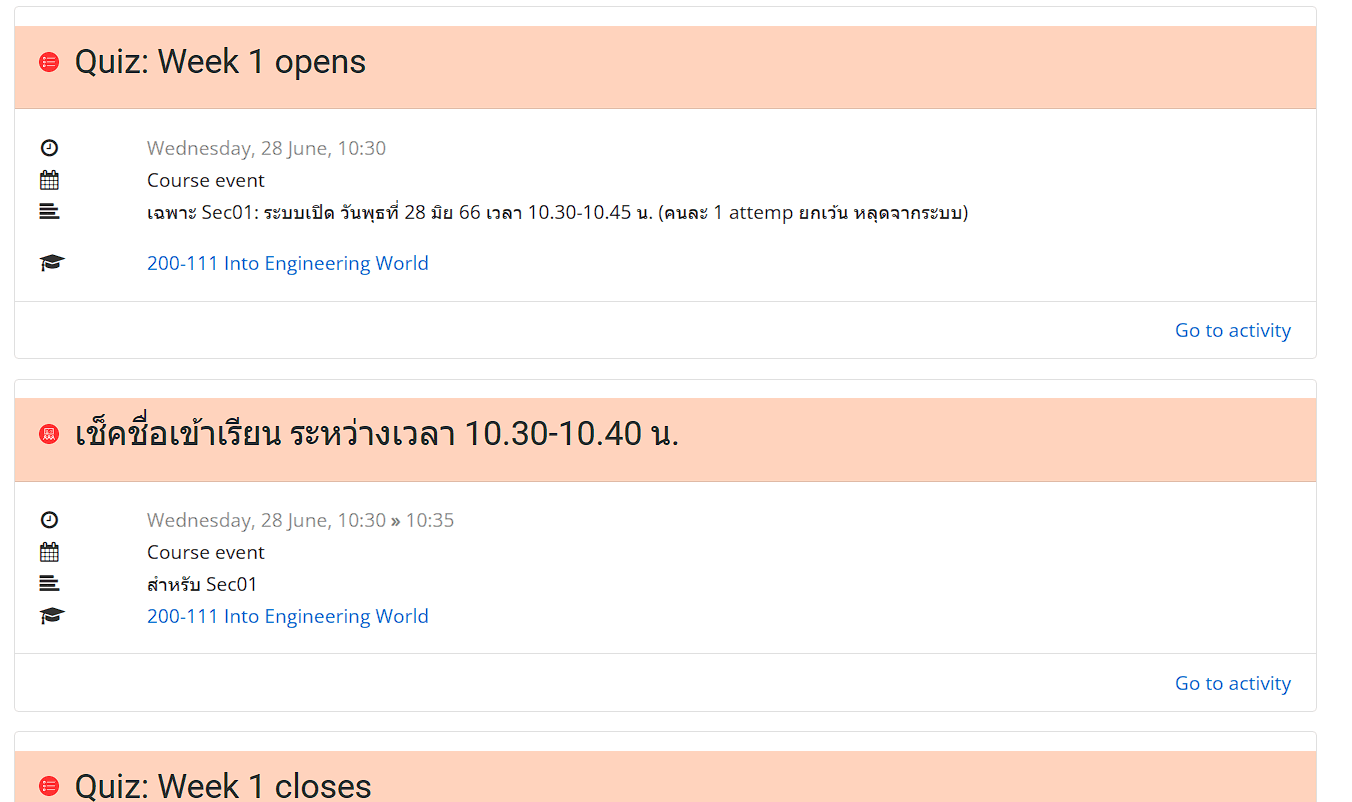 Quiz: Week 1 opens
Wednesday, 28 June, 10:30
Course event
เฉพาะ Sec01: ระบบเปิด วันพุธที่ 28 มิย 66 เวลา 10.30-10.45 น. (คนละ 1 attemp ยกเว้น หลุดจากระบบ)
200-111 Into Engineering World
Go to activity
เช็คชื่อเข้าเรียน ระหว่างเวลา 10.30-10.40 น.
Wednesday, 28 June, 10:30 » 10:35
Course event
สำหรับ Sec01
200-111 Into Engineering World
Go to activity
Quiz: Week 1 closes